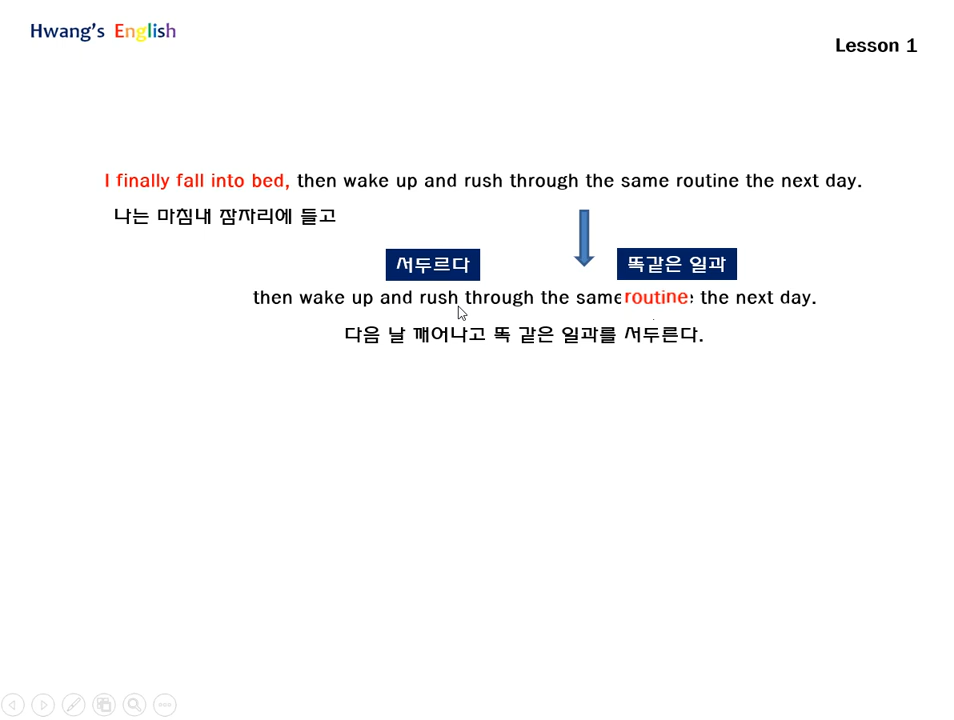 Hwang's English
Lesson 1
I finally fall into bed, then wake up and rush through the same routine the next day.
나는 마침내 잠자리에 들고
서두르다 똑같은 일과
then wake up and rush through the same routine the next day.
다음 날 깨어나고 똑 같은 일과를 서두른다.